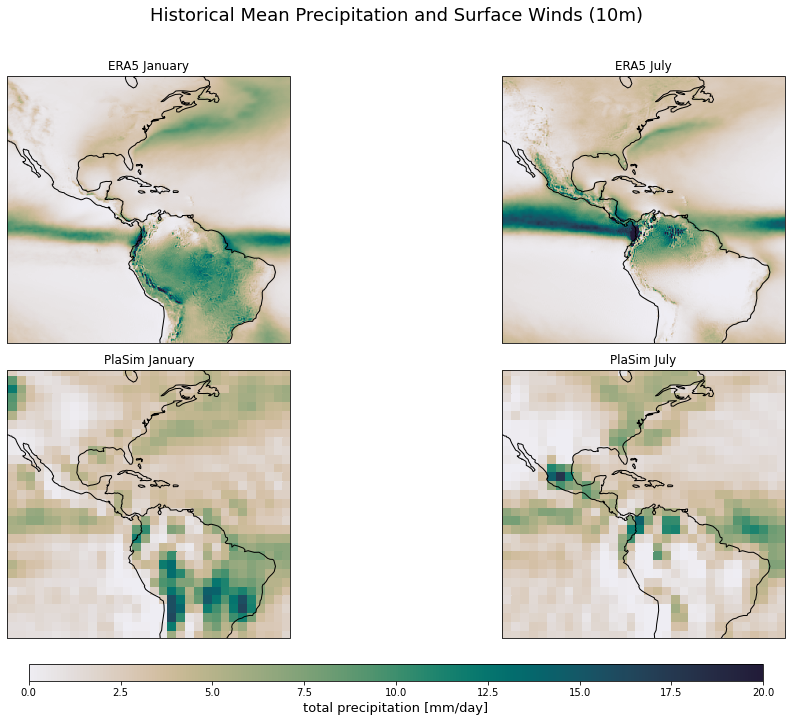 Historical Mean Precipitation and Surface Winds (10m)
ERA5 January
ERA5 July
PlaSim January
PlaSim July
0.0 2.5 5.0 7.5 10.0 12.5 15.0 17.5 20.0
total precipitation [mm/day]